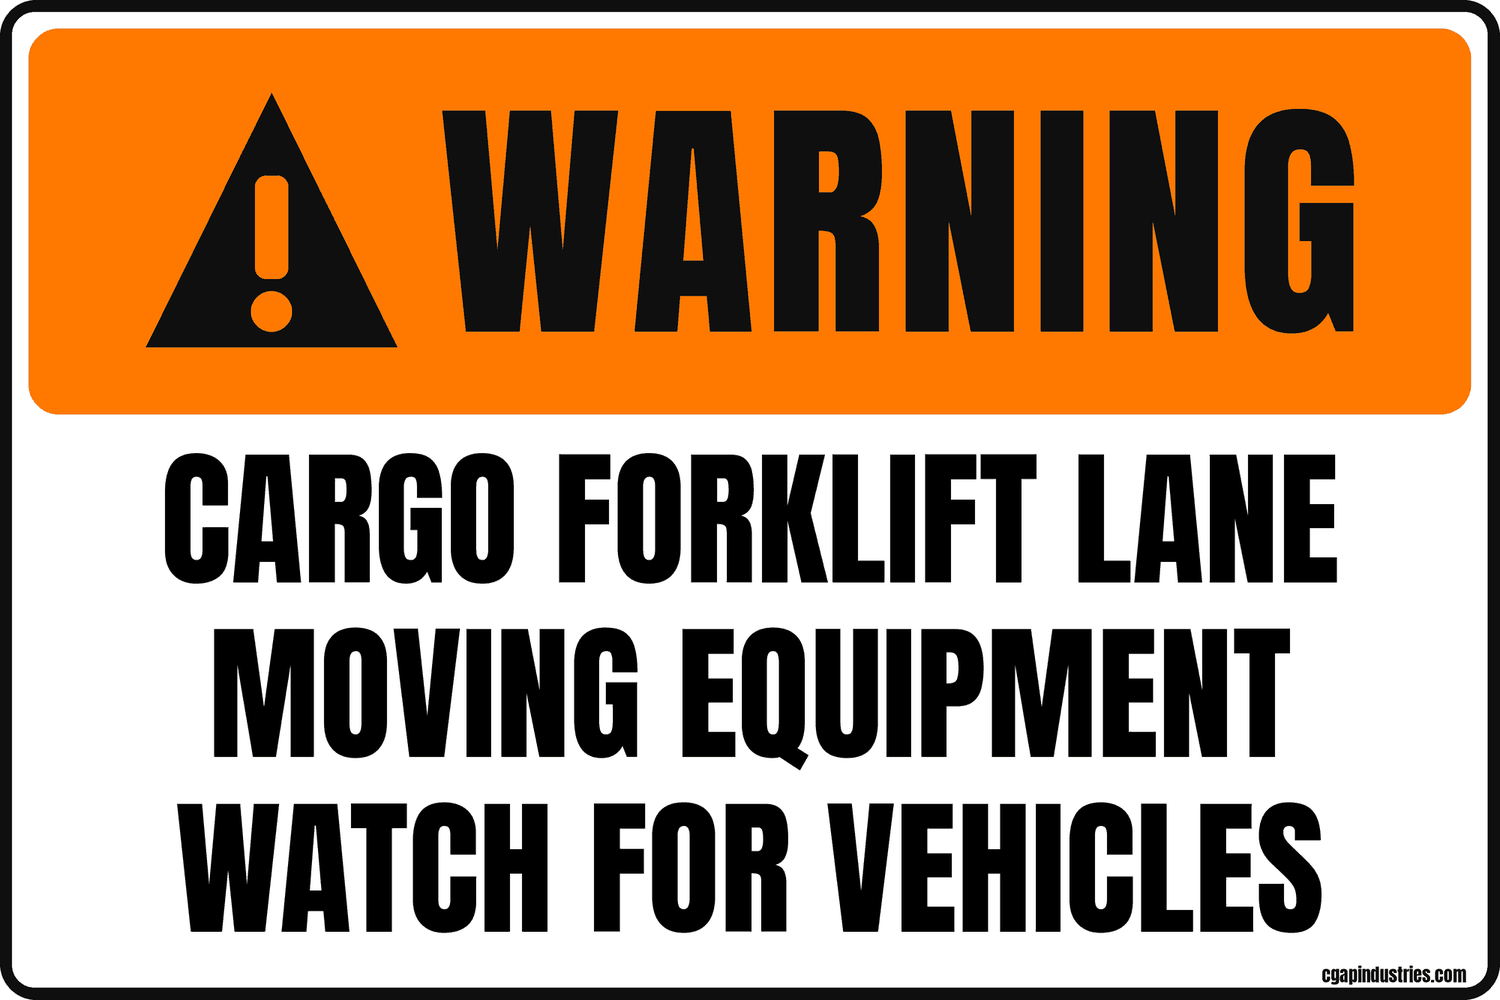 WARNING
CARGO FORKLIFT LANE
MOVING EQUIPMENT
WATCH FOR VEHICLES
cgapindustries.com